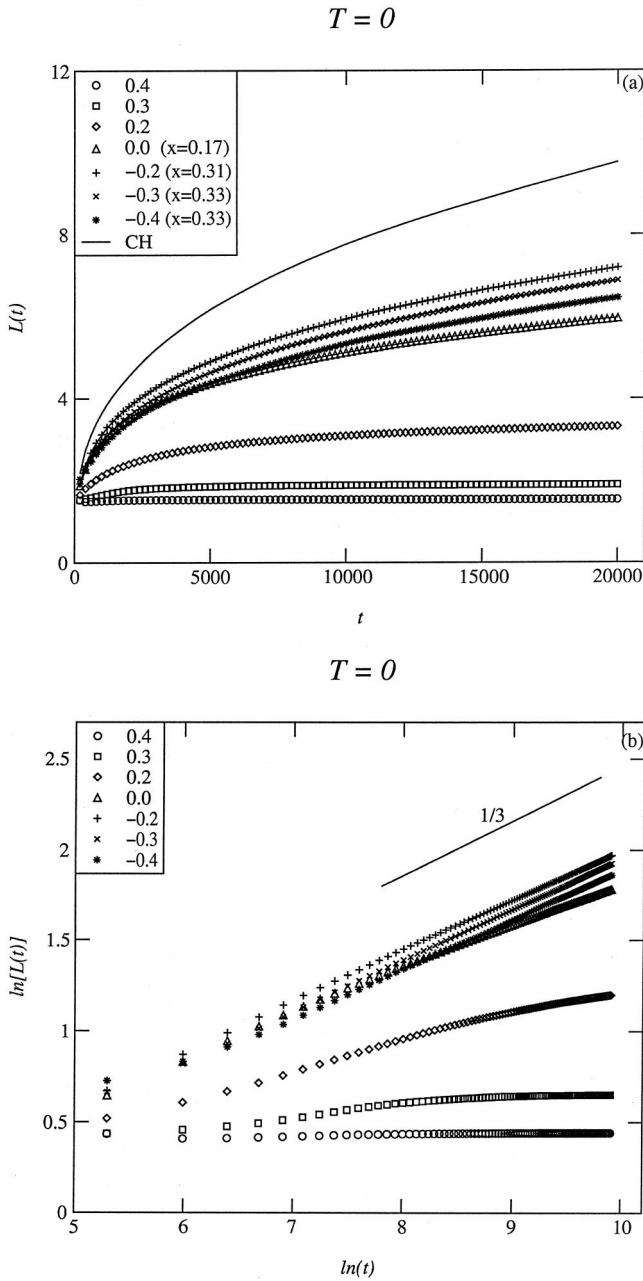 T = 0
(a)
12
8
4
0
L(t)
0.4
0.3
0.2
0.0 (x=0.17)
−0.2 (x=0.31)
−0.3 (x=0.33)
−0.4 (x=0.33)
CH
0 5000 10000 15000 20000
t
T = 0
(b)
2.5
2
1.5
1
0.5
0
ln[L(t)]
0.4
0.3
0.2
0.0
−0.2
−0.3
−0.4
1/3
5 6 7 8 9 10
ln(t)